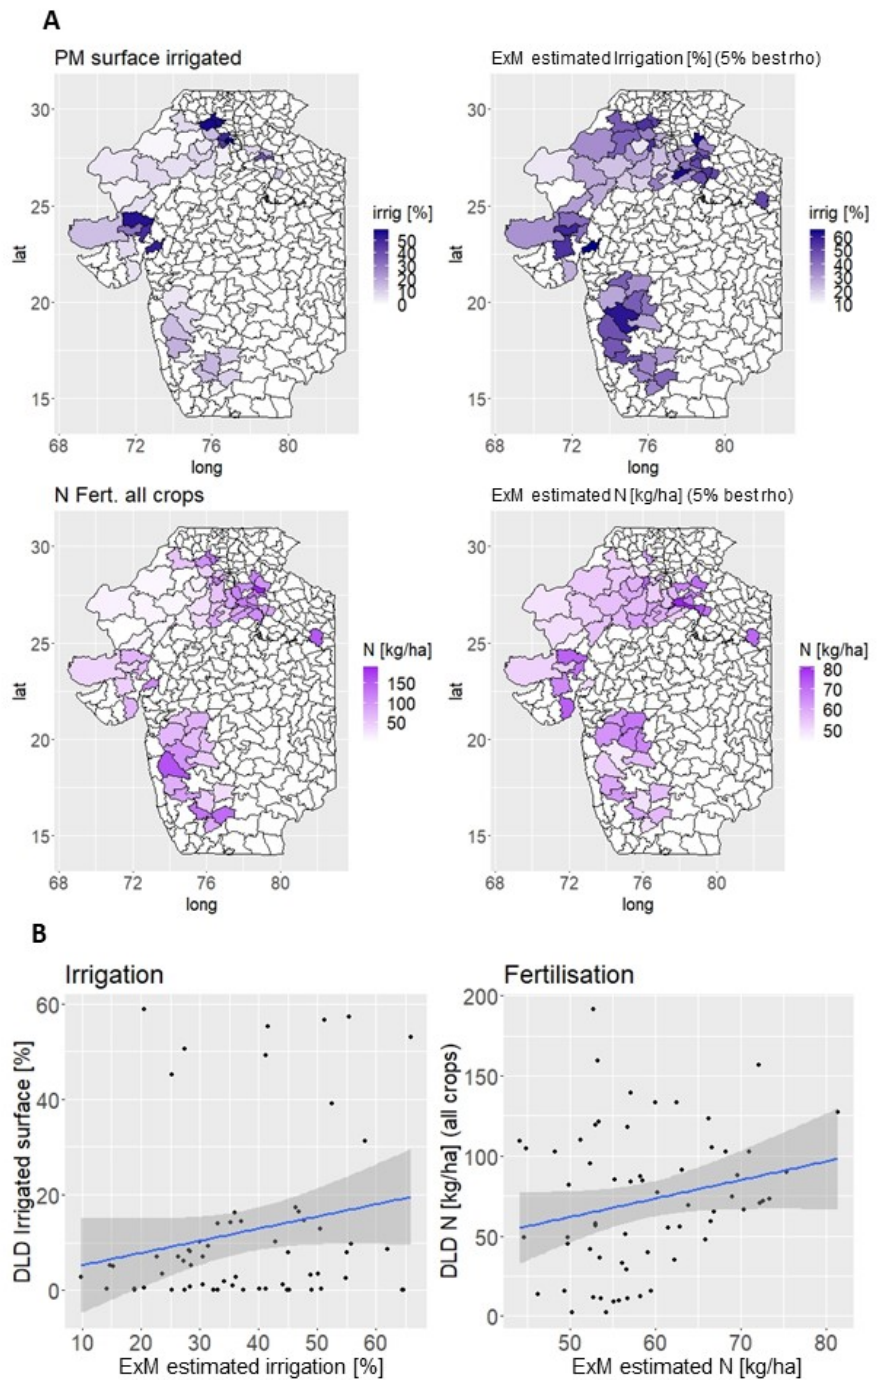 A
PM surface irrigated
ExM estimated Irrigation [%] (5% best rho)
30
25
20
15
lat
68 72 76 80
long
irrig [%]
50
40
30
20
10
0
30
25
20
15
lat
68 72 76 80
long
irrig [%]
60
50
40
30
20
10
N Fert. all crops
ExM estimated N [kg/ha] (5% best rho)
30
25
20
15
lat
68 72 76 80
long
N [kg/ha]
150
100
50
30
25
20
15
lat
68 72 76 80
long
N [kg/ha]
80
70
60
50
B
Irrigation
Fertilisation
DLD Irrigated surface [%]
60
40
20
0
10 20 30 40 50 60
ExM estimated irrigation [%]
DLD N [kg/ha] (all crops)
200
150
100
50
0
50 60 70 80
ExM estimated N [kg/ha]